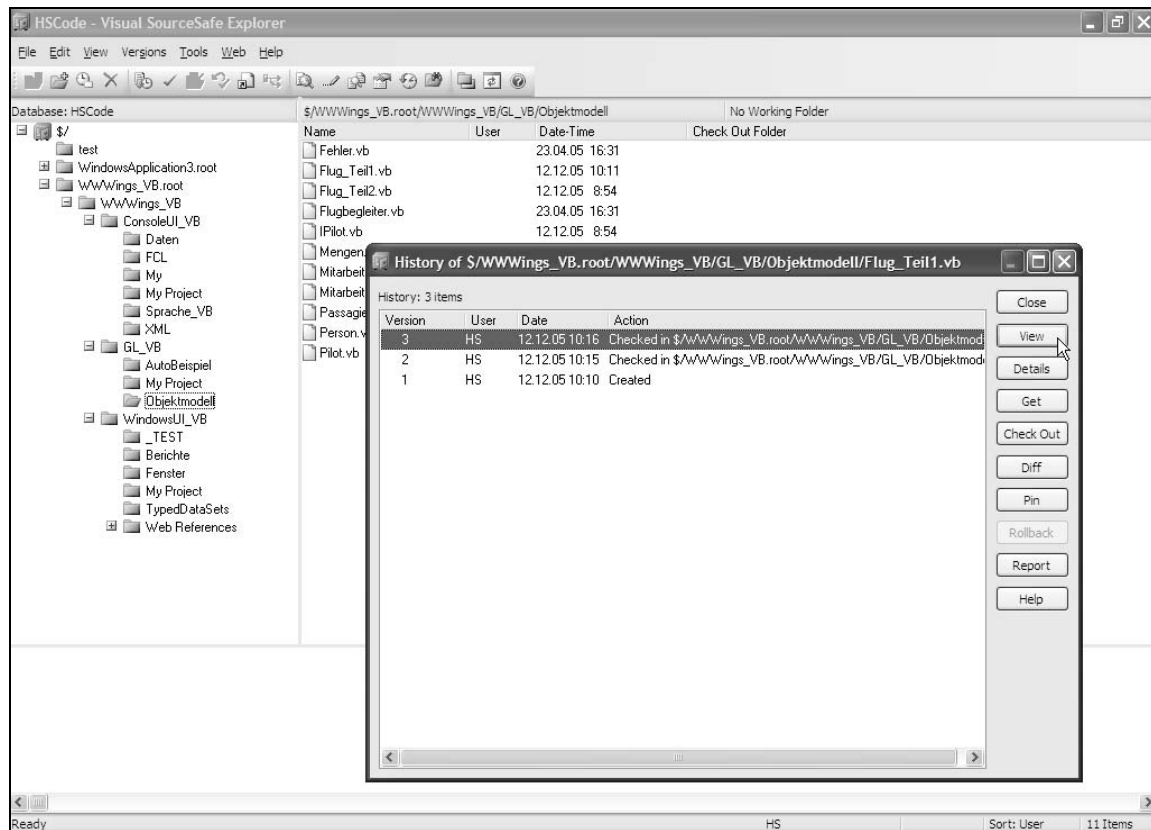 HSCode - Visual SourceSafe Explorer
File Edit View Versions Tools Web Help
Database: HSCode
$/WWWings_VB.root/WWWings_VB/GL_VB/Objektmodell No Working Folder
$/
test
WindowsApplication3.root
WWWings_VB.root
WWWings_VB
ConsoleUI_VB
Daten
FCL
My
My Project
Sprache_VB
XML
GL_VB
AutoBeispiel
My Project
Objektmodell
WindowsUI_VB
_TEST
Berichte
Fenster
My Project
TypedDataSets
Web References
Name User Date-Time Check Out Folder
Fehler.vb 23.04.05 16:31
Flug_Teil1.vb 12.12.05 10:11
Flug_Teil2.vb 12.12.05 8:54
Flugbegleiter.vb 23.04.05 16:31
IPilot.vb 12.12.05 8:54
Mengen
Mitarbeit
Mitarbeit
Passagie
Person.v
Pilot.vb
History of $/WWWings_VB.root/WWWings_VB/GL_VB/Objektmodell/Flug_Teil1.vb
History: 3 items
Version User Date Action
3 HS 12.12.05 10:16 Checked in $/WWWings_VB.root/WWWings_VB/GL_VB/Objektmod
2 HS 12.12.05 10:15 Checked in $/WWWings_VB.root/WWWings_VB/GL_VB/Objektmod
1 HS 12.12.05 10:10 Created
Close
View
Details
Get
Check Out
Diff
Pin
Rollback
Report
Help
Ready HS Sort: User 11 Items